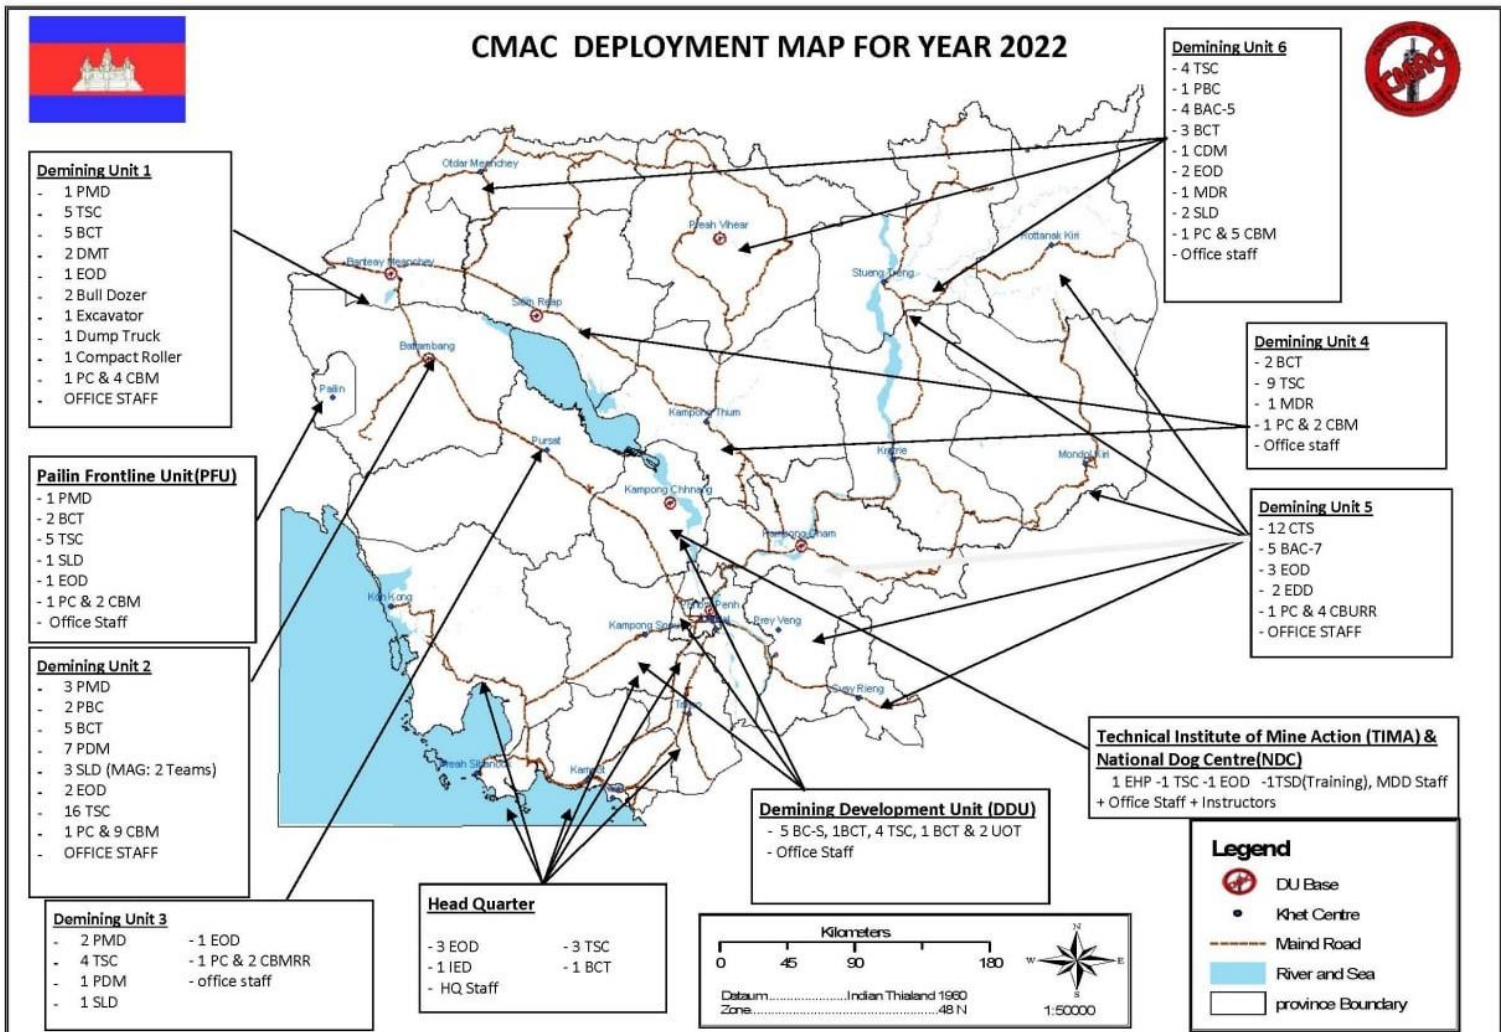 CMAC DEPLOYMENT MAP FOR YEAR 2022
CMAC
Demining Unit 1
- 1 PMD
- 5 TSC
- 5 BCT
- 2 DMT
- 1 EOD
- 2 Bull Dozer
- 1 Excavator
- 1 Dump Truck
- 1 Compact Roller
- 1 PC & 4 CBM
- OFFICE STAFF
Pailin Frontline Unit(PFU)
- 1 PMD
- 2 BCT
- 5 TSC
- 1 SLD
- 1 EOD
- 1 PC & 2 CBM
- Office Staff
Demining Unit 2
- 3 PMD
- 2 PBC
- 5 BCT
- 7 PDM
- 3 SLD (MAG: 2 Teams)
- 2 EOD
- 16 TSC
- 1 PC & 9 CBM
- OFFICE STAFF
Demining Unit 3
- 2 PMD - 1 EOD
- 4 TSC - 1 PC & 2 CBMRR
- 1 PDM - office staff
- 1 SLD
Head Quarter
- 3 EOD - 3 TSC
- 1 IED - 1 BCT
- HQ Staff
Demining Development Unit (DDU)
- 5 BC-S, 1BCT, 4 TSC, 1 BCT & 2 UOT
- Office Staff
Demining Unit 6
- 4 TSC
- 1 PBC
- 4 BAC-5
- 3 BCT
- 1 CDM
- 2 EOD
- 1 MDR
- 2 SLD
- 1 PC & 5 CBM
- Office staff
Demining Unit 4
- 2 BCT
- 9 TSC
- 1 MDR
- 1 PC & 2 CBM
- Office staff
Demining Unit 5
- 12 CTS
- 5 BAC-7
- 3 EOD
- 2 EDD
- 1 PC & 4 CBURR
- OFFICE STAFF
Technical Institute of Mine Action (TIMA) &
National Dog Centre(NDC)
1 EHP -1 TSC -1 EOD -1TSD(Training), MDD Staff
+ Office Staff + Instructors
Otdar Meanchey
Preah Vihear
Rottanak Kiri
Banteay Meanchey
Stueng Treng
Siem Reap
Battambang
Pailin
Kampong Thum
Pursat
Kratie
Mondol Kiri
Kampong Chhnang
Kampong Cham
Koh Kong
Phnom Penh
Kampong Speu
Prey Veng
Svay Rieng
Takeo
Preah Sihanouk
Kampot
Kilometers
0 45 90 180
Dataum......................Indian Thialand 1960
Zone...................................................48 N
N
W E
S
1:50000
Legend
DU Base
Khet Centre
Maind Road
River and Sea
province Boundary